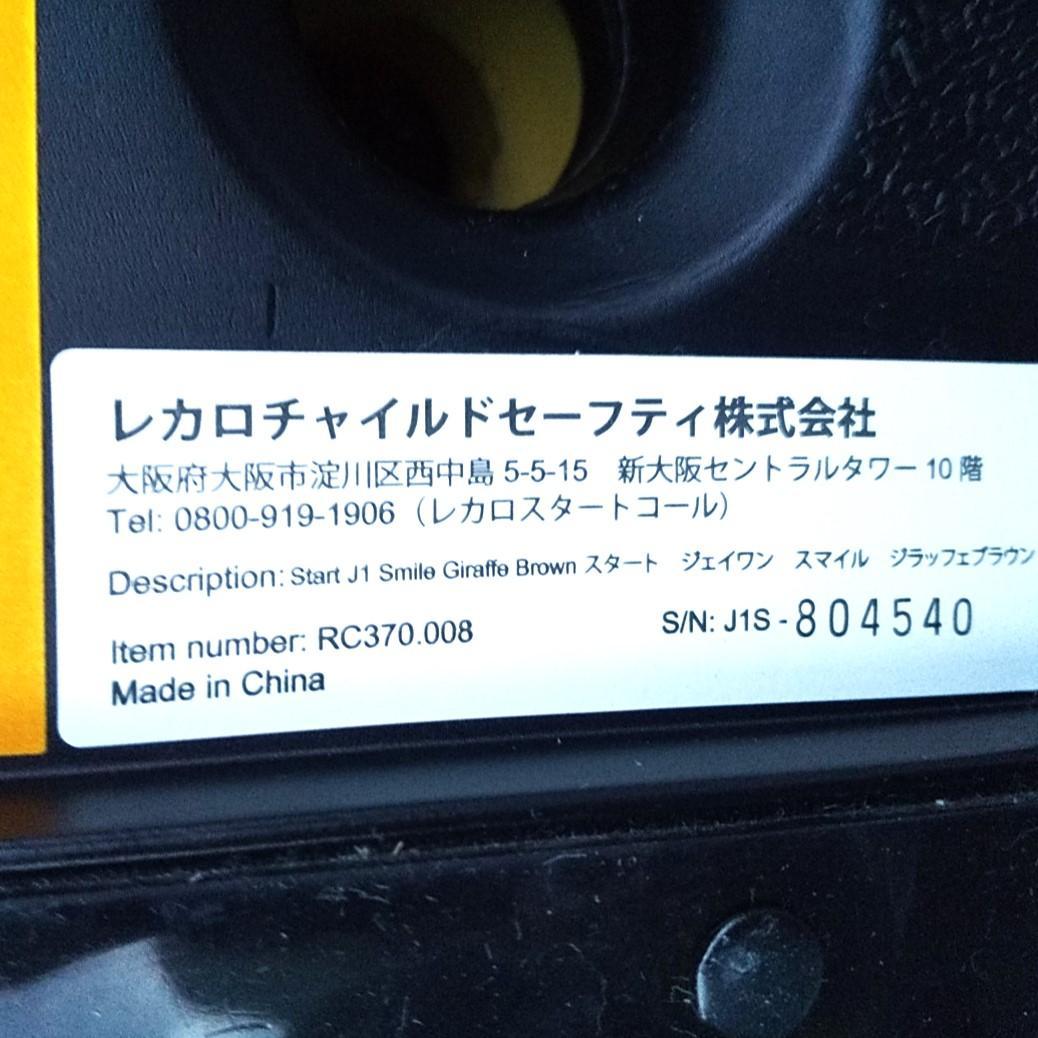 レカロチャイルドセーフティ株式会社
大阪府大阪市淀川区西中島 5-5-15　新大阪セントラルタワー 10 階
Tel: 0800-919-1906（レカロスタートコール）
Description: Start J1 Smile Giraffe Brown スタート　ジェイワン　スマイル　ジラッフェブラウン
Item number: RC370.008　S/N: J1S - 804540
Made in China